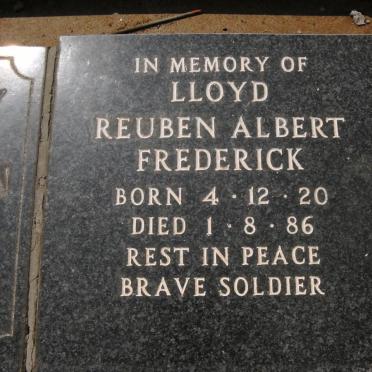 IN MEMORY OF
LLOYD
REUBEN ALBERT
FREDERICK
BORN 4·12·20
DIED 1·8·86
REST IN PEACE
BRAVE SOLDIER